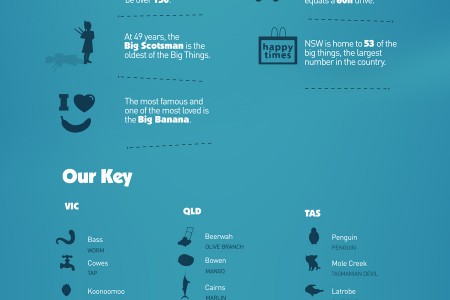 be over 150.
equals a 60m drive.
At 49 years, the
Big Scotsman is the
oldest of the Big Things.
happy
times
NSW is home to 53 of the
big things, the largest
number in the country.
I
The most famous and
one of the most loved is
the Big Banana.
Our Key
VIC
QLD
TAS
Bass
WORM
Cowes
TAP
Koonoomoo
Beerwah
OLIVE BRANCH
Bowen
MANGO
Cairns
MARLIN
Penguin
PENGUIN
Mole Creek
TASMANIAN DEVIL
Latrobe